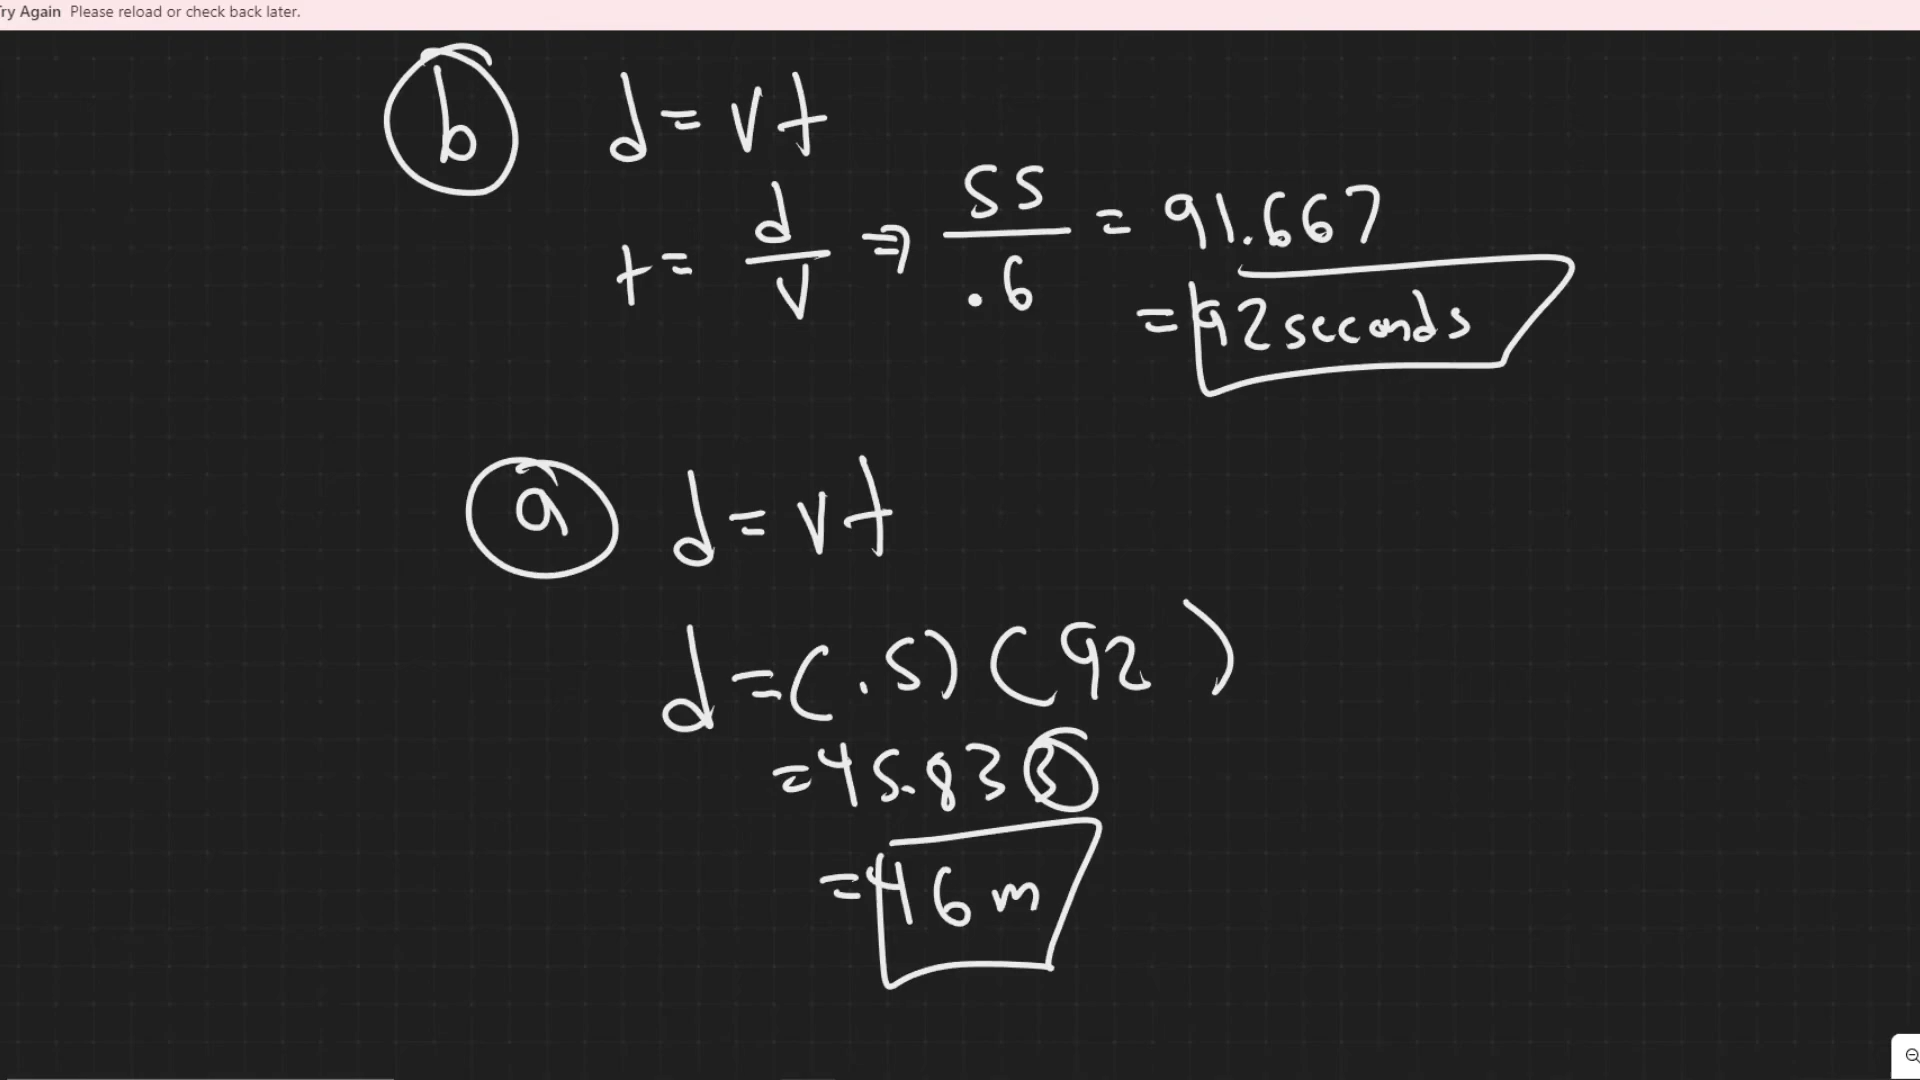 Try Again Please reload or check back later.
b d = vt
t = d/v ⇒ 55/.6 = 91.667
= 92 seconds
a d = vt
d = (.5)(92)
= 45.833
= 46 m